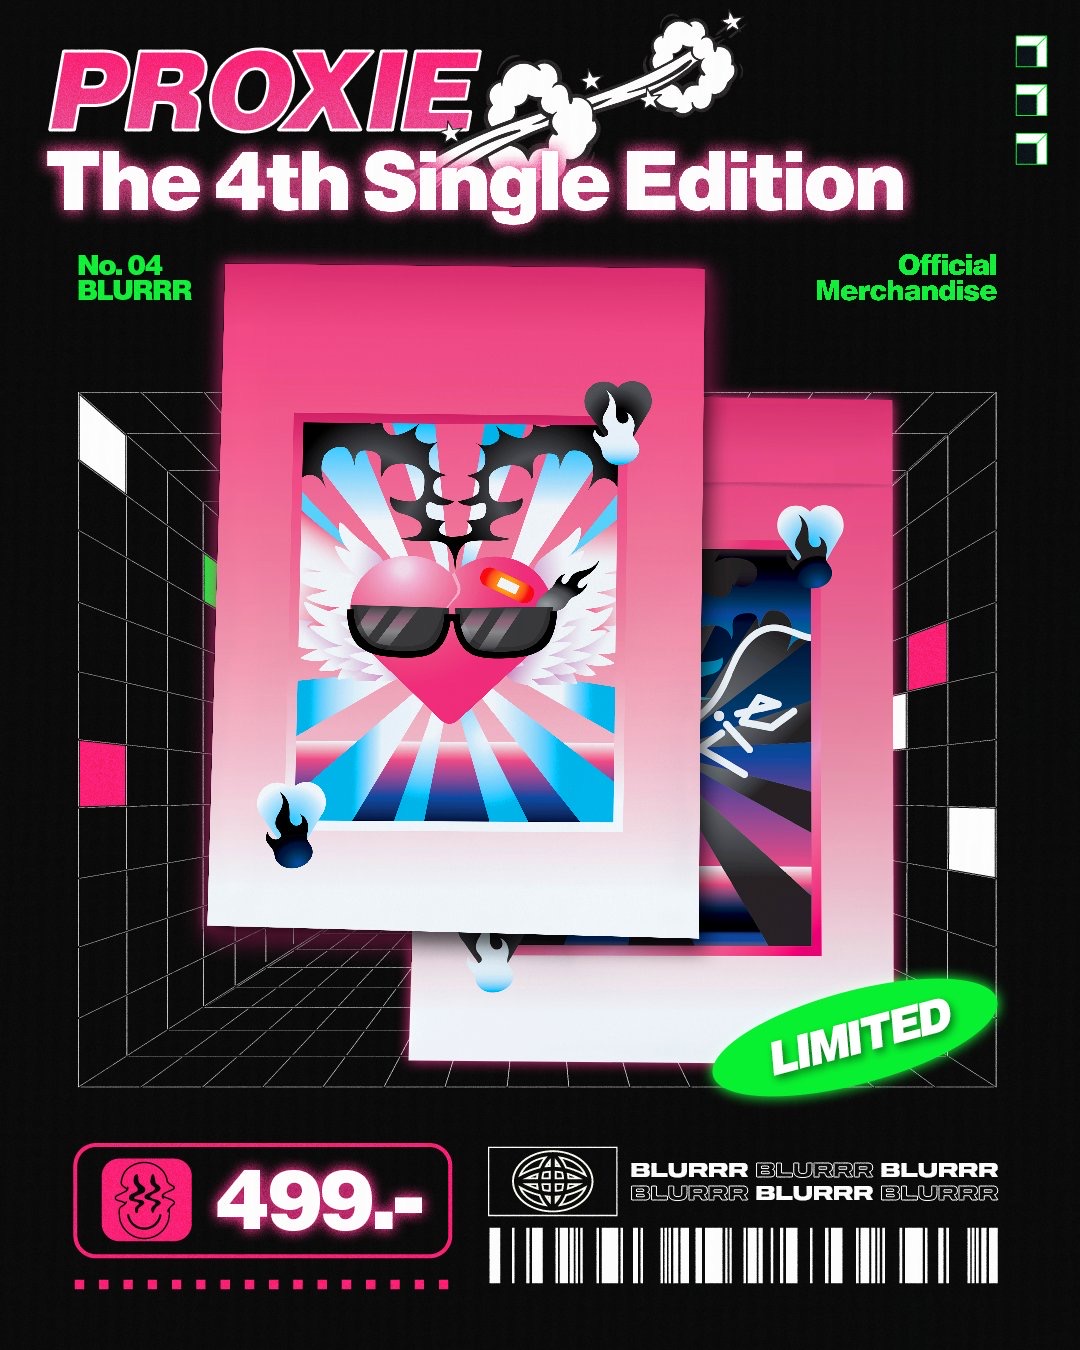 PROXIE
The 4th Single Edition
No. 04
BLURRR
Official
Merchandise
LIMITED
499.-
BLURRR BLURRR BLURRR
BLURRR BLURRR BLURRR